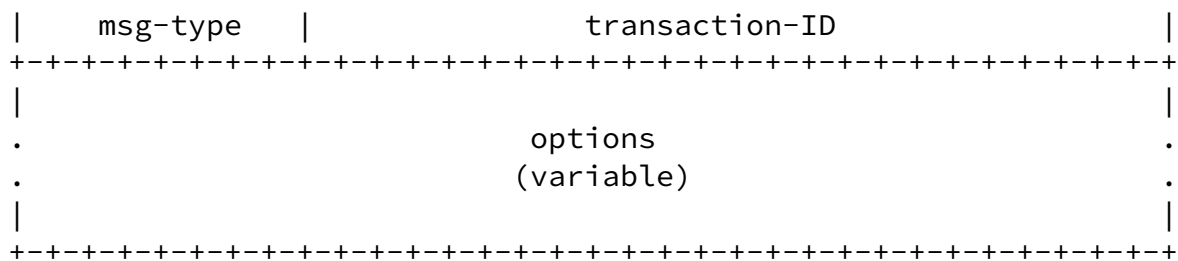 |    msg-type   |               transaction-ID                  |
+-+-+-+-+-+-+-+-+-+-+-+-+-+-+-+-+-+-+-+-+-+-+-+-+-+-+-+-+-+-+-+-+
|                                                               |
.                            options                            .
.                           (variable)                          .
|                                                               |
+-+-+-+-+-+-+-+-+-+-+-+-+-+-+-+-+-+-+-+-+-+-+-+-+-+-+-+-+-+-+-+-+